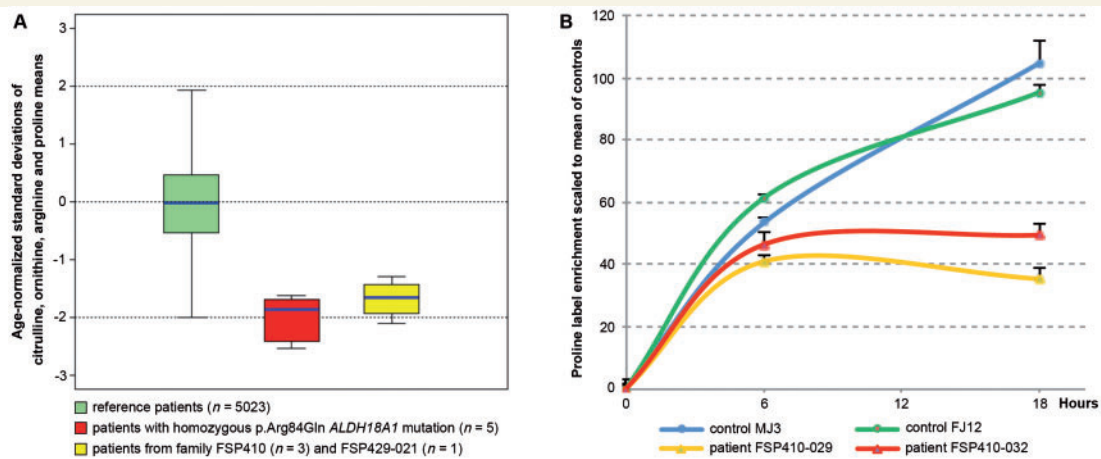 A
Age-normalized standard deviations of
citrulline, ornithine, arginine and proline means
3
2
1
0
-1
-2
-3
reference patients (n = 5023)
patients with homozygous p.Arg84Gln ALDH18A1 mutation (n = 5)
patients from family FSP410 (n = 3) and FSP429-021 (n = 1)
B
Proline label enrichment scaled to mean of controls
120
100
80
60
40
20
0
0 6 12 18 Hours
control MJ3 control FJ12
patient FSP410-029 patient FSP410-032